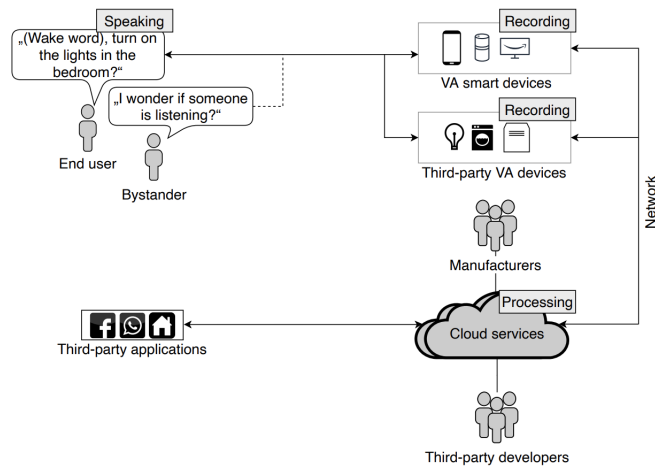 Speaking
„(Wake word), turn on
the lights in the
bedroom?“
„I wonder if someone
is listening?“
End user
Bystander
Recording
VA smart devices
Recording
Third-party VA devices
Network
Manufacturers
Processing
Cloud services
Third-party applications
Third-party developers